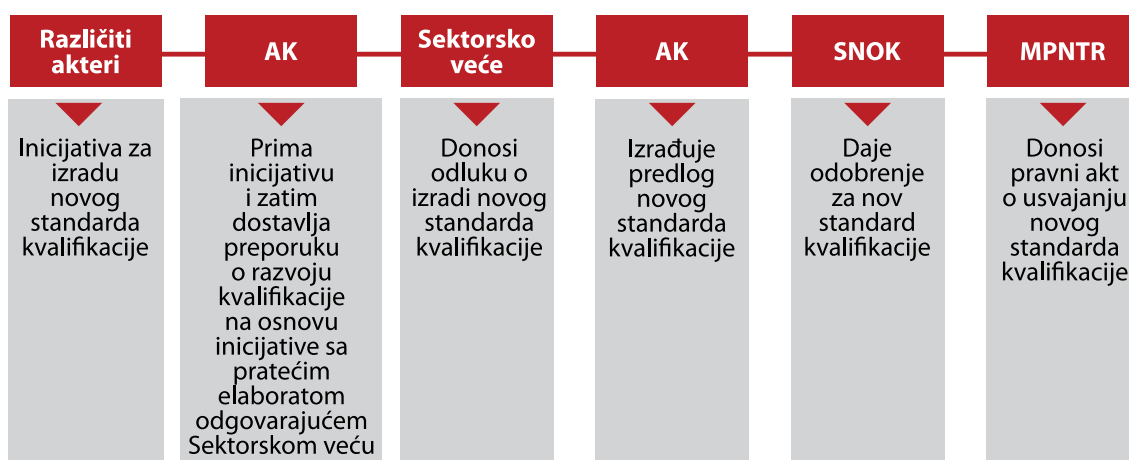 Različiti
akteri
Inicijativa za
izradu
novog
standarda
kvalifikacije
AK
Prima
inicijativu
i zatim
dostavlja
preporuku
o razvoju
kvalifikacije
na osnovu
inicijative sa
pratećim
elaboratom
odgovarajućem
Sektorskom veću
Sektorsko
veće
Donosi
odluku o
izradi novog
standarda
kvalifikacije
AK
Izrađuje
predlog
novog
standarda
kvalifikacije
SNOK
Daje
odobrenje
za nov
standard
kvalifikacije
MPNTR
Donosi
pravni akt
o usvajanju
novog
standarda
kvalifikacije